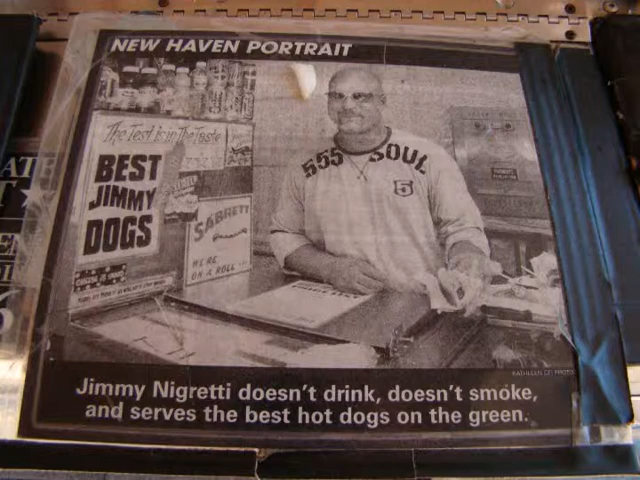 NEW HAVEN PORTRAIT
The Test is in the Taste
BEST
JIMMY
DOGS
SABRETT
WE'RE
ON A ROLL
555 SOUL
5
Jimmy Nigretti doesn't drink, doesn't smoke,
and serves the best hot dogs on the green.